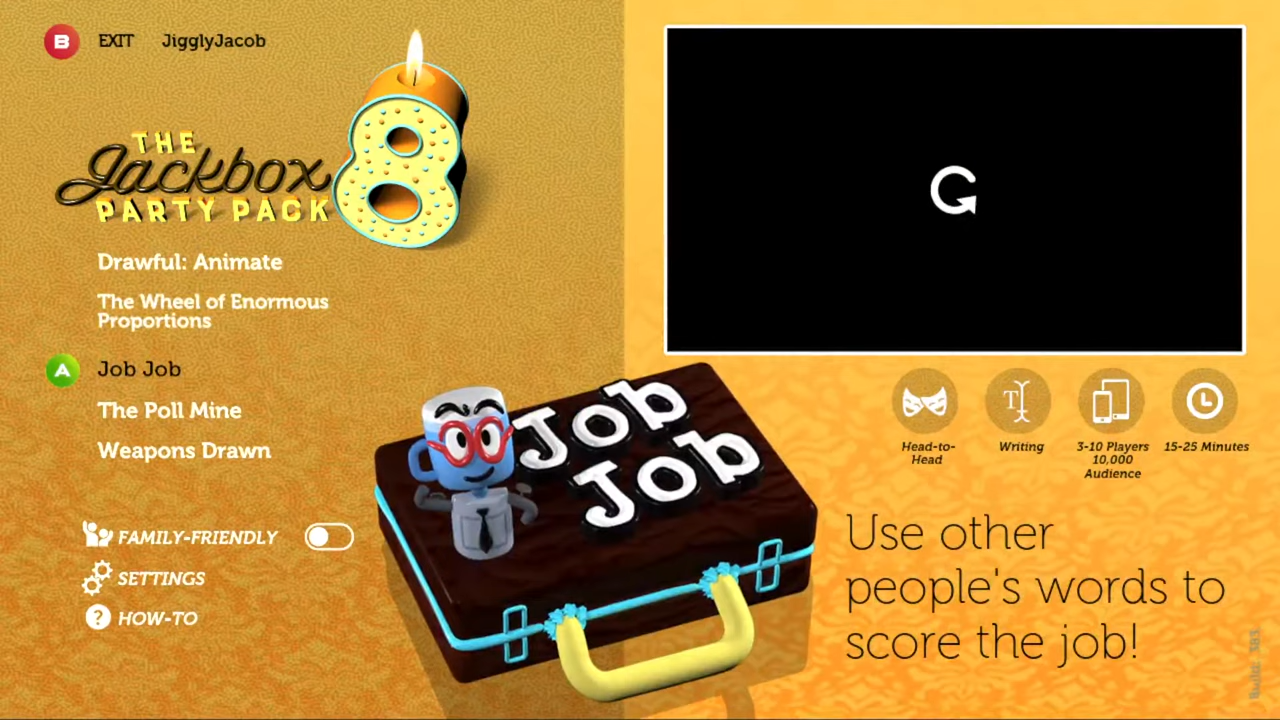 B EXIT JigglyJacob
THE
Jackbox
PARTY PACK
8
Drawful: Animate
The Wheel of Enormous
Proportions
A Job Job
The Poll Mine
Weapons Drawn
FAMILY-FRIENDLY
SETTINGS
? HOW-TO
Job
Job
T
Head-to-
Head
Writing
3-10 Players
10,000
Audience
15-25 Minutes
Use other
people's words to
score the job!
Build: 383